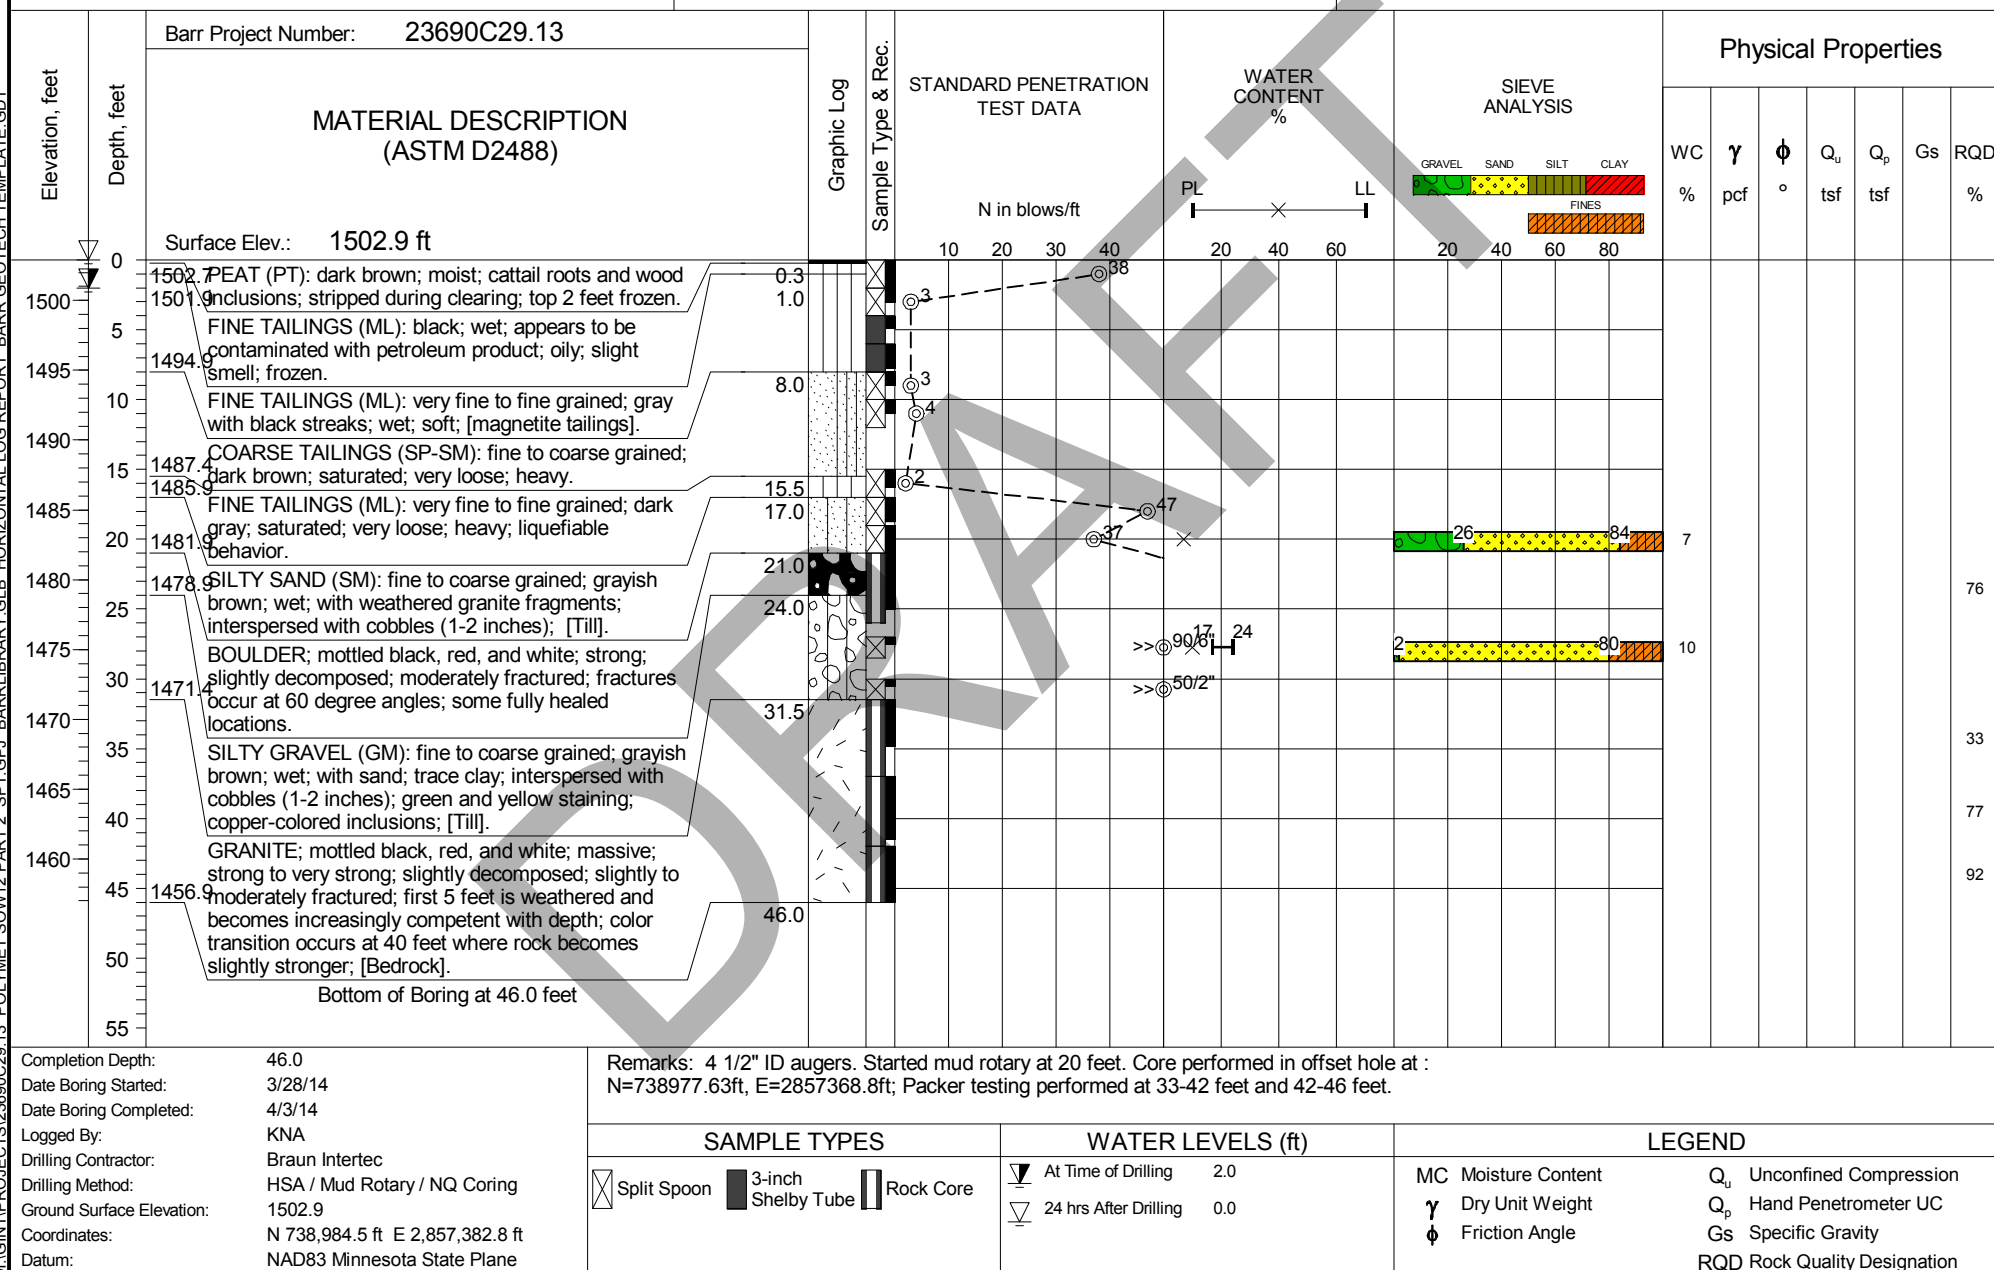 Barr Project Number: 23690C29.13
Elevation, feet
Depth, feet
MATERIAL DESCRIPTION
(ASTM D2488)
Surface Elev.: 1502.9 ft
Graphic Log
Sample Type & Rec.
STANDARD PENETRATION
TEST DATA
N in blows/ft
10 20 30 40
WATER
CONTENT
%
PL LL
20 40 60
SIEVE
ANALYSIS
GRAVEL SAND SILT CLAY
FINES
20 40 60 80
Physical Properties
WC γ ϕ Qu Qp Gs RQD
% pcf ° tsf tsf %
0
5
10
15
20
25
30
35
40
45
50
55
1500
1495
1490
1485
1480
1475
1470
1465
1460
1502.7
PEAT (PT): dark brown; moist; cattail roots and wood
inclusions; stripped during clearing; top 2 feet frozen.
0.3
1501.9
1.0
FINE TAILINGS (ML): black; wet; appears to be
contaminated with petroleum product; oily; slight
smell; frozen.
1494.9
8.0
FINE TAILINGS (ML): very fine to fine grained; gray
with black streaks; wet; soft; [magnetite tailings].
COARSE TAILINGS (SP-SM): fine to coarse grained;
dark brown; saturated; very loose; heavy.
1487.4
15.5
1485.9
17.0
FINE TAILINGS (ML): very fine to fine grained; dark
gray; saturated; very loose; heavy; liquefiable
behavior.
1481.9
21.0
SILTY SAND (SM): fine to coarse grained; grayish
brown; wet; with weathered granite fragments;
interspersed with cobbles (1-2 inches); [Till].
1478.9
24.0
BOULDER; mottled black, red, and white; strong;
slightly decomposed; moderately fractured; fractures
occur at 60 degree angles; some fully healed
locations.
1471.4
31.5
SILTY GRAVEL (GM): fine to coarse grained; grayish
brown; wet; with sand; trace clay; interspersed with
cobbles (1-2 inches); green and yellow staining;
copper-colored inclusions; [Till].
GRANITE; mottled black, red, and white; massive;
strong to very strong; slightly decomposed; slightly to
moderately fractured; first 5 feet is weathered and
becomes increasingly competent with depth; color
transition occurs at 40 feet where rock becomes
slightly stronger; [Bedrock].
1456.9
46.0
Bottom of Boring at 46.0 feet
38
3
3
4
2
47
37
26 84 7
76
>> 90/6" 17 24
2 80 10
>> 50/2"
33
77
92
DRAFT
Completion Depth: 46.0
Date Boring Started: 3/28/14
Date Boring Completed: 4/3/14
Logged By: KNA
Drilling Contractor: Braun Intertec
Drilling Method: HSA / Mud Rotary / NQ Coring
Ground Surface Elevation: 1502.9
Coordinates: N 738,984.5 ft E 2,857,382.8 ft
Datum: NAD83 Minnesota State Plane
Remarks: 4 1/2" ID augers. Started mud rotary at 20 feet. Core performed in offset hole at :
N=738977.63ft, E=2857368.8ft; Packer testing performed at 33-42 feet and 42-46 feet.
SAMPLE TYPES
Split Spoon
3-inch
Shelby Tube
Rock Core
WATER LEVELS (ft)
At Time of Drilling 2.0
24 hrs After Drilling 0.0
LEGEND
MC Moisture Content
γ Dry Unit Weight
ϕ Friction Angle
Qu Unconfined Compression
Qp Hand Penetrometer UC
Gs Specific Gravity
RQD Rock Quality Designation